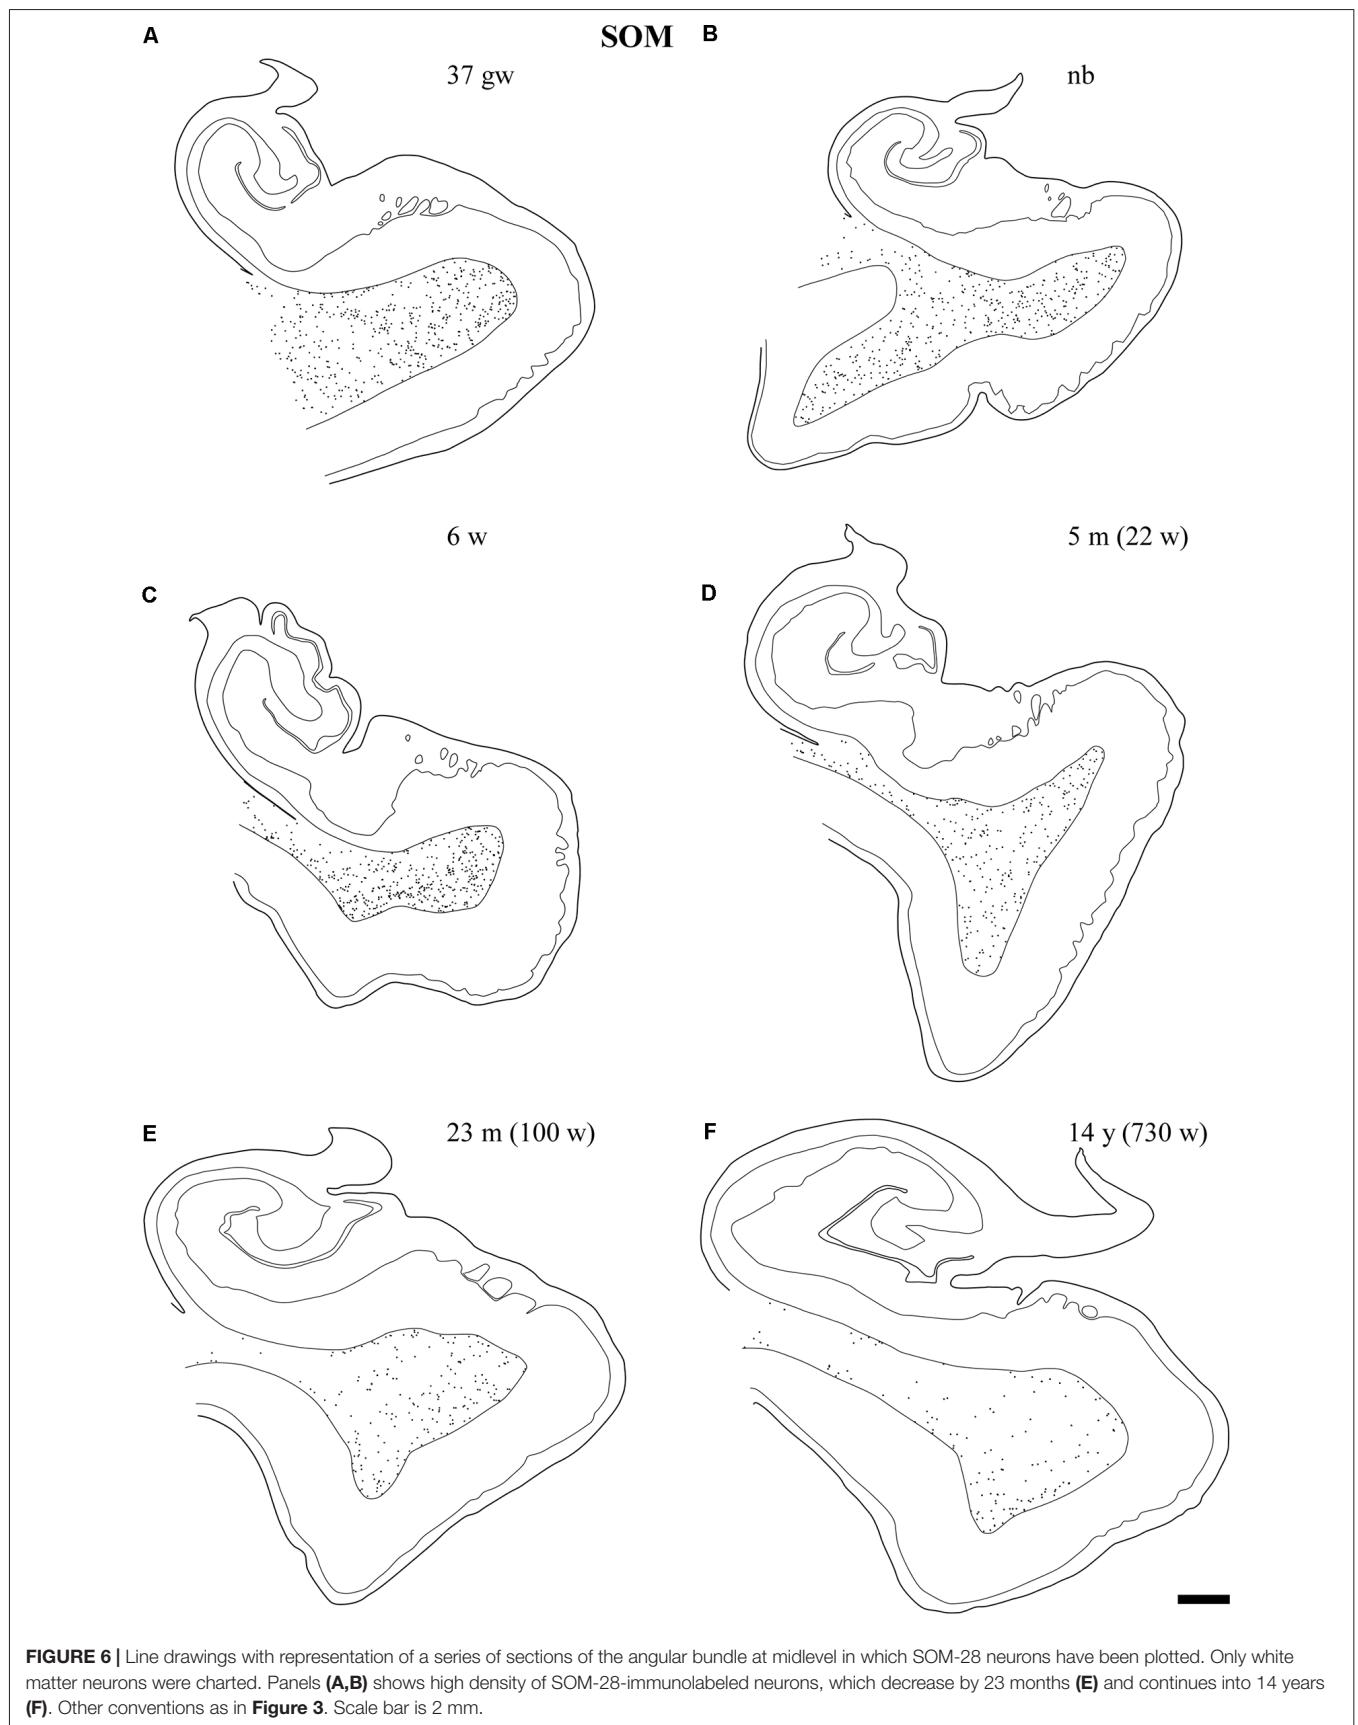 A
SOM
B
37 gw
nb
6 w
5 m (22 w)
C
D
E
23 m (100 w)
F
14 y (730 w)
FIGURE 6 | Line drawings with representation of a series of sections of the angular bundle at midlevel in which SOM-28 neurons have been plotted. Only white
matter neurons were charted. Panels (A,B) shows high density of SOM-28-immunolabeled neurons, which decrease by 23 months (E) and continues into 14 years
(F). Other conventions as in Figure 3. Scale bar is 2 mm.